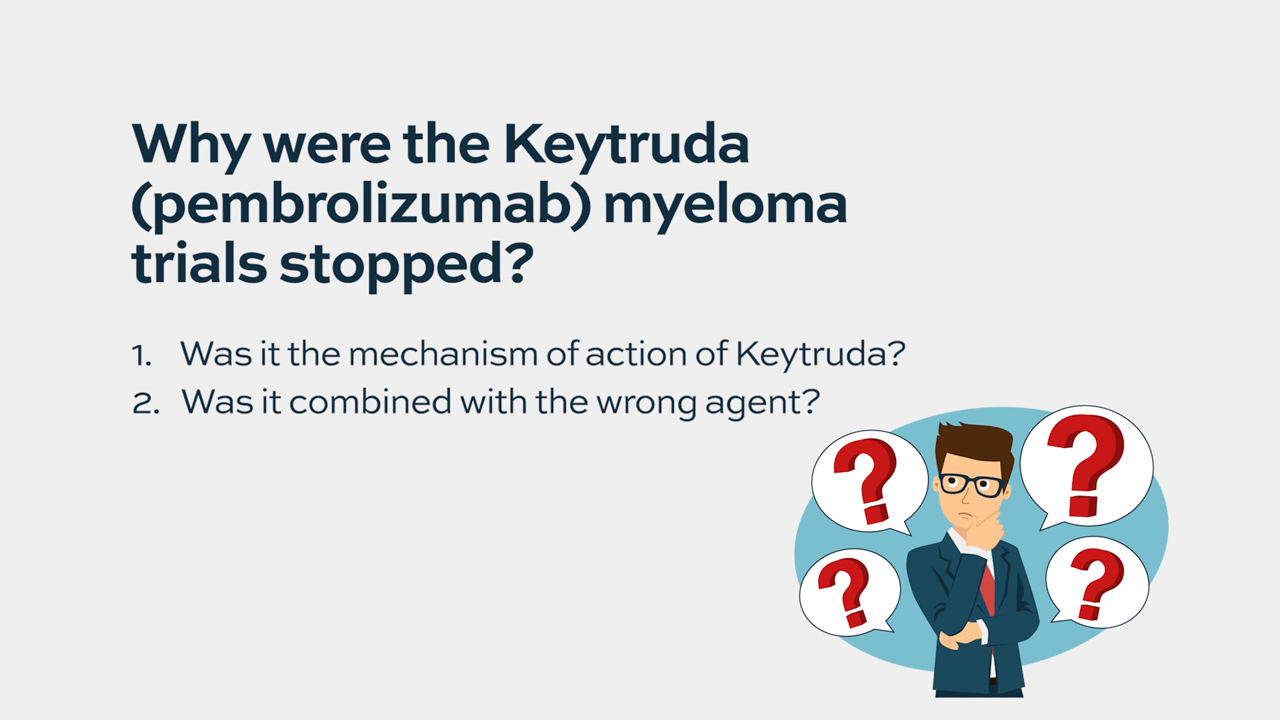 Why were the Keytruda
(pembrolizumab) myeloma
trials stopped?
1. Was it the mechanism of action of Keytruda?
2. Was it combined with the wrong agent?
?
?
?
?